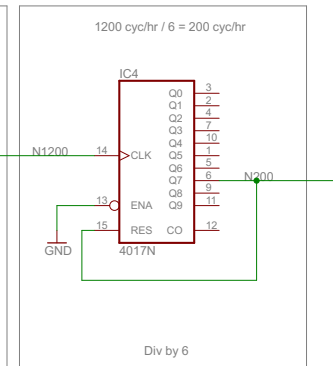 1200 cyc/hr / 6 = 200 cyc/hr
IC4
Q0 3
Q1 2
Q2 4
Q3 7
Q4 10
N1200 14 CLK Q5 1
Q6 5
Q7 6 N200
Q8 9
13 ENA Q9 11
15 RES CO 12
GND 4017N
Div by 6